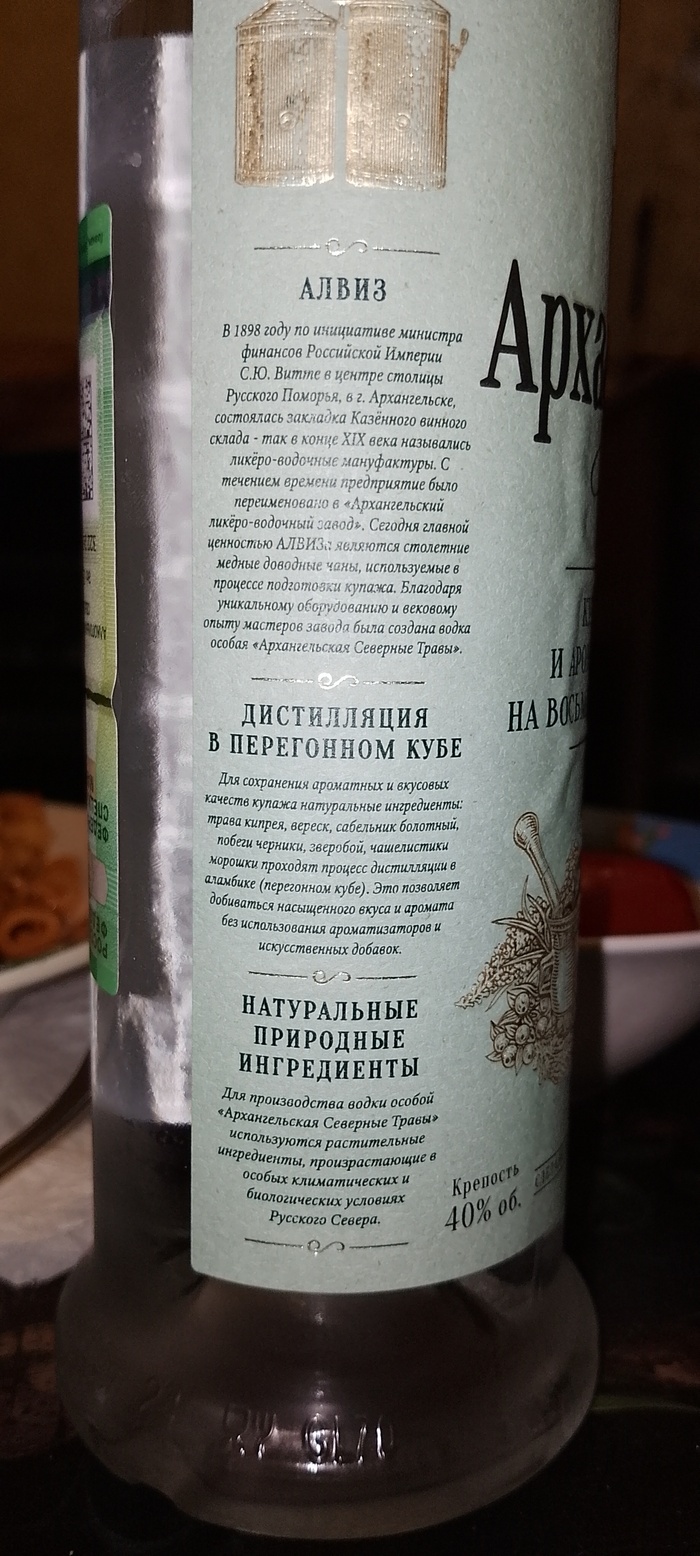 АЛВИЗ
В 1898 году по инициативе министра
финансов Российской Империи
С.Ю. Витте в центре столицы
Русского Поморья, в г. Архангельске,
состоялась закладка Казённого винного
склада - так в конце XIX века назывались
ликёро-водочные мануфактуры. С
течением времени предприятие было
переименовано в «Архангельский
ликёро-водочный завод». Сегодня главной
ценностью АЛВИЗа являются столетние
медные доводные чаны, используемые в
процессе подготовки купажа. Благодаря
уникальному оборудованию и вековому
опыту мастеров завода была создана водка
особая «Архангельская Северные Травы».
ДИСТИЛЛЯЦИЯ
В ПЕРЕГОННОМ КУБЕ
Для сохранения ароматных и вкусовых
качеств купажа натуральные ингредиенты:
трава кипрея, вереск, сабельник болотный,
побеги черники, зверобой, чашелистики
морошки проходят процесс дистилляции в
аламбике (перегонном кубе). Это позволяет
добиваться насыщенного вкуса и аромата
без использования ароматизаторов и
искусственных добавок.
НАТУРАЛЬНЫЕ
ПРИРОДНЫЕ
ИНГРЕДИЕНТЫ
Для производства водки особой
«Архангельская Северные Травы»
используются растительные
ингредиенты, произрастающие в
особых климатических и
биологических условиях
Русского Севера.
Арха
И АРО
НА ВОСЬ
Крепость
40% об.